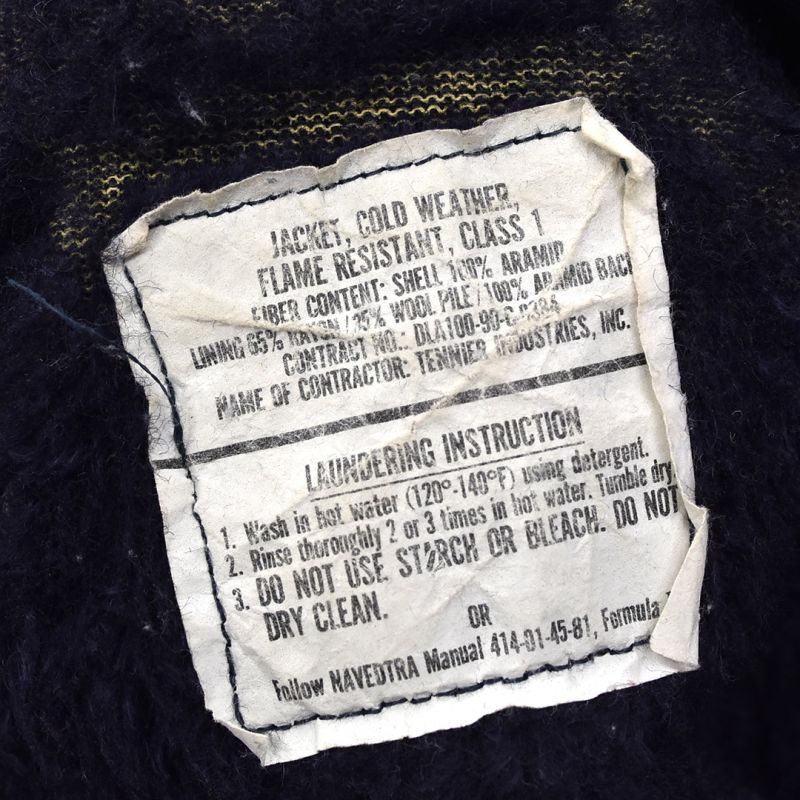 JACKET, COLD WEATHER,
FLAME RESISTANT, CLASS 1
FIBER CONTENT: SHELL 100% ARAMID
LINING 65% RAYON / 15% WOOL PILE / 100% ARAMID BACK
CONTRACT NO.: DLA100-90-C-
NAME OF CONTRACTOR: TENNIER INDUSTRIES, INC.
LAUNDERING INSTRUCTION
1. Wash in hot water (120°-140°F) using detergent.
2. Rinse thoroughly 2 or 3 times in hot water. Tumble dry
3. DO NOT USE STARCH OR BLEACH. DO NOT
DRY CLEAN.
OR
Follow NAVEDTRA Manual 414-01-45-81, Formula